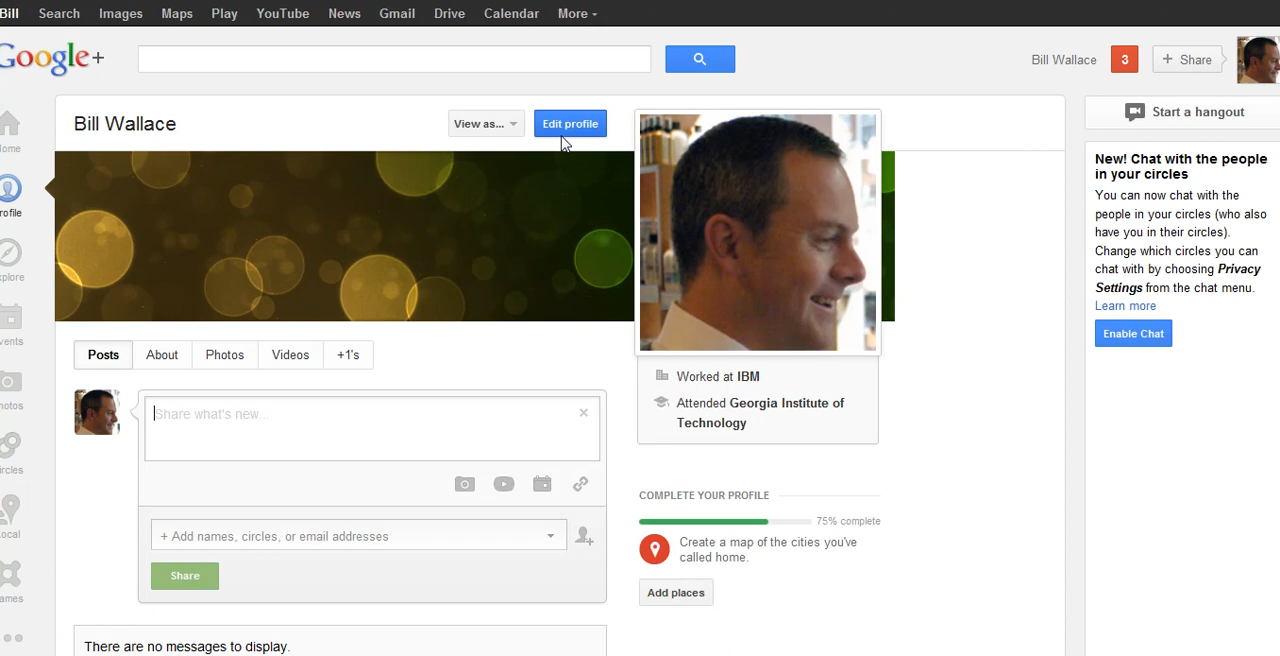 Bill Search Images Maps Play YouTube News Gmail Drive Calendar More
Google+
Bill Wallace 3 + Share
Bill Wallace
View as... Edit profile
Start a hangout
New! Chat with the people
in your circles
You can now chat with the
people in your circles (who also
have you in their circles).
Change which circles you can
chat with by choosing Privacy
Settings from the chat menu.
Learn more
Enable Chat
ome
rofile
xplore
vents
hotos
ircles
ocal
ames
Posts About Photos Videos +1's
Share what's new...
+ Add names, circles, or email addresses
Share
There are no messages to display.
Worked at IBM
Attended Georgia Institute of
Technology
COMPLETE YOUR PROFILE
75% complete
Create a map of the cities you've
called home.
Add places